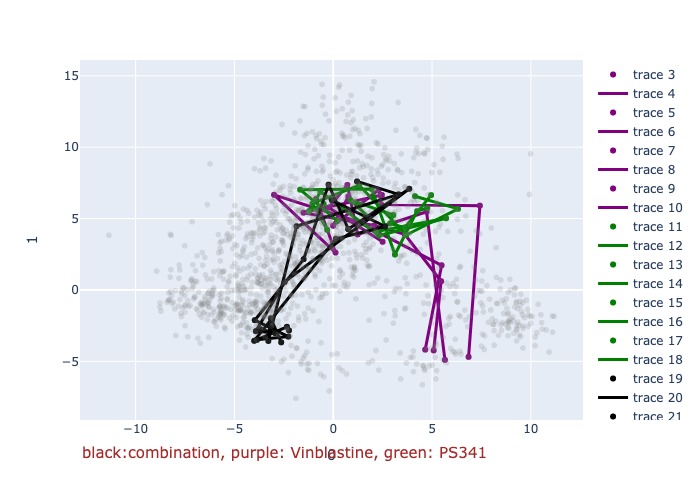 15
10
5
0
−5
1
−10
−5
0
5
10
0
black:combination, purple: Vinblastine, green: PS341
trace 3
trace 4
trace 5
trace 6
trace 7
trace 8
trace 9
trace 10
trace 11
trace 12
trace 13
trace 14
trace 15
trace 16
trace 17
trace 18
trace 19
trace 20
trace 21